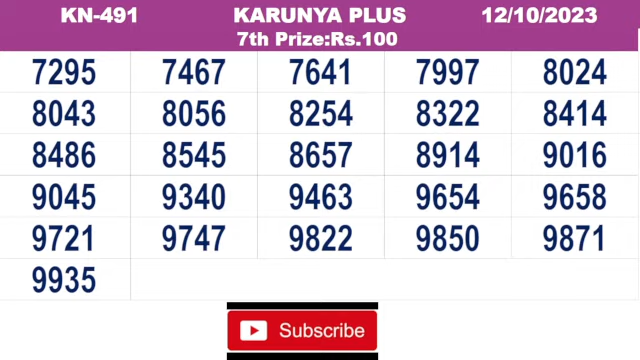 KN-491 KARUNYA PLUS 12/10/2023
7th Prize:Rs.100
7295 7467 7641 7997 8024
8043 8056 8254 8322 8414
8486 8545 8657 8914 9016
9045 9340 9463 9654 9658
9721 9747 9822 9850 9871
9935
Subscribe